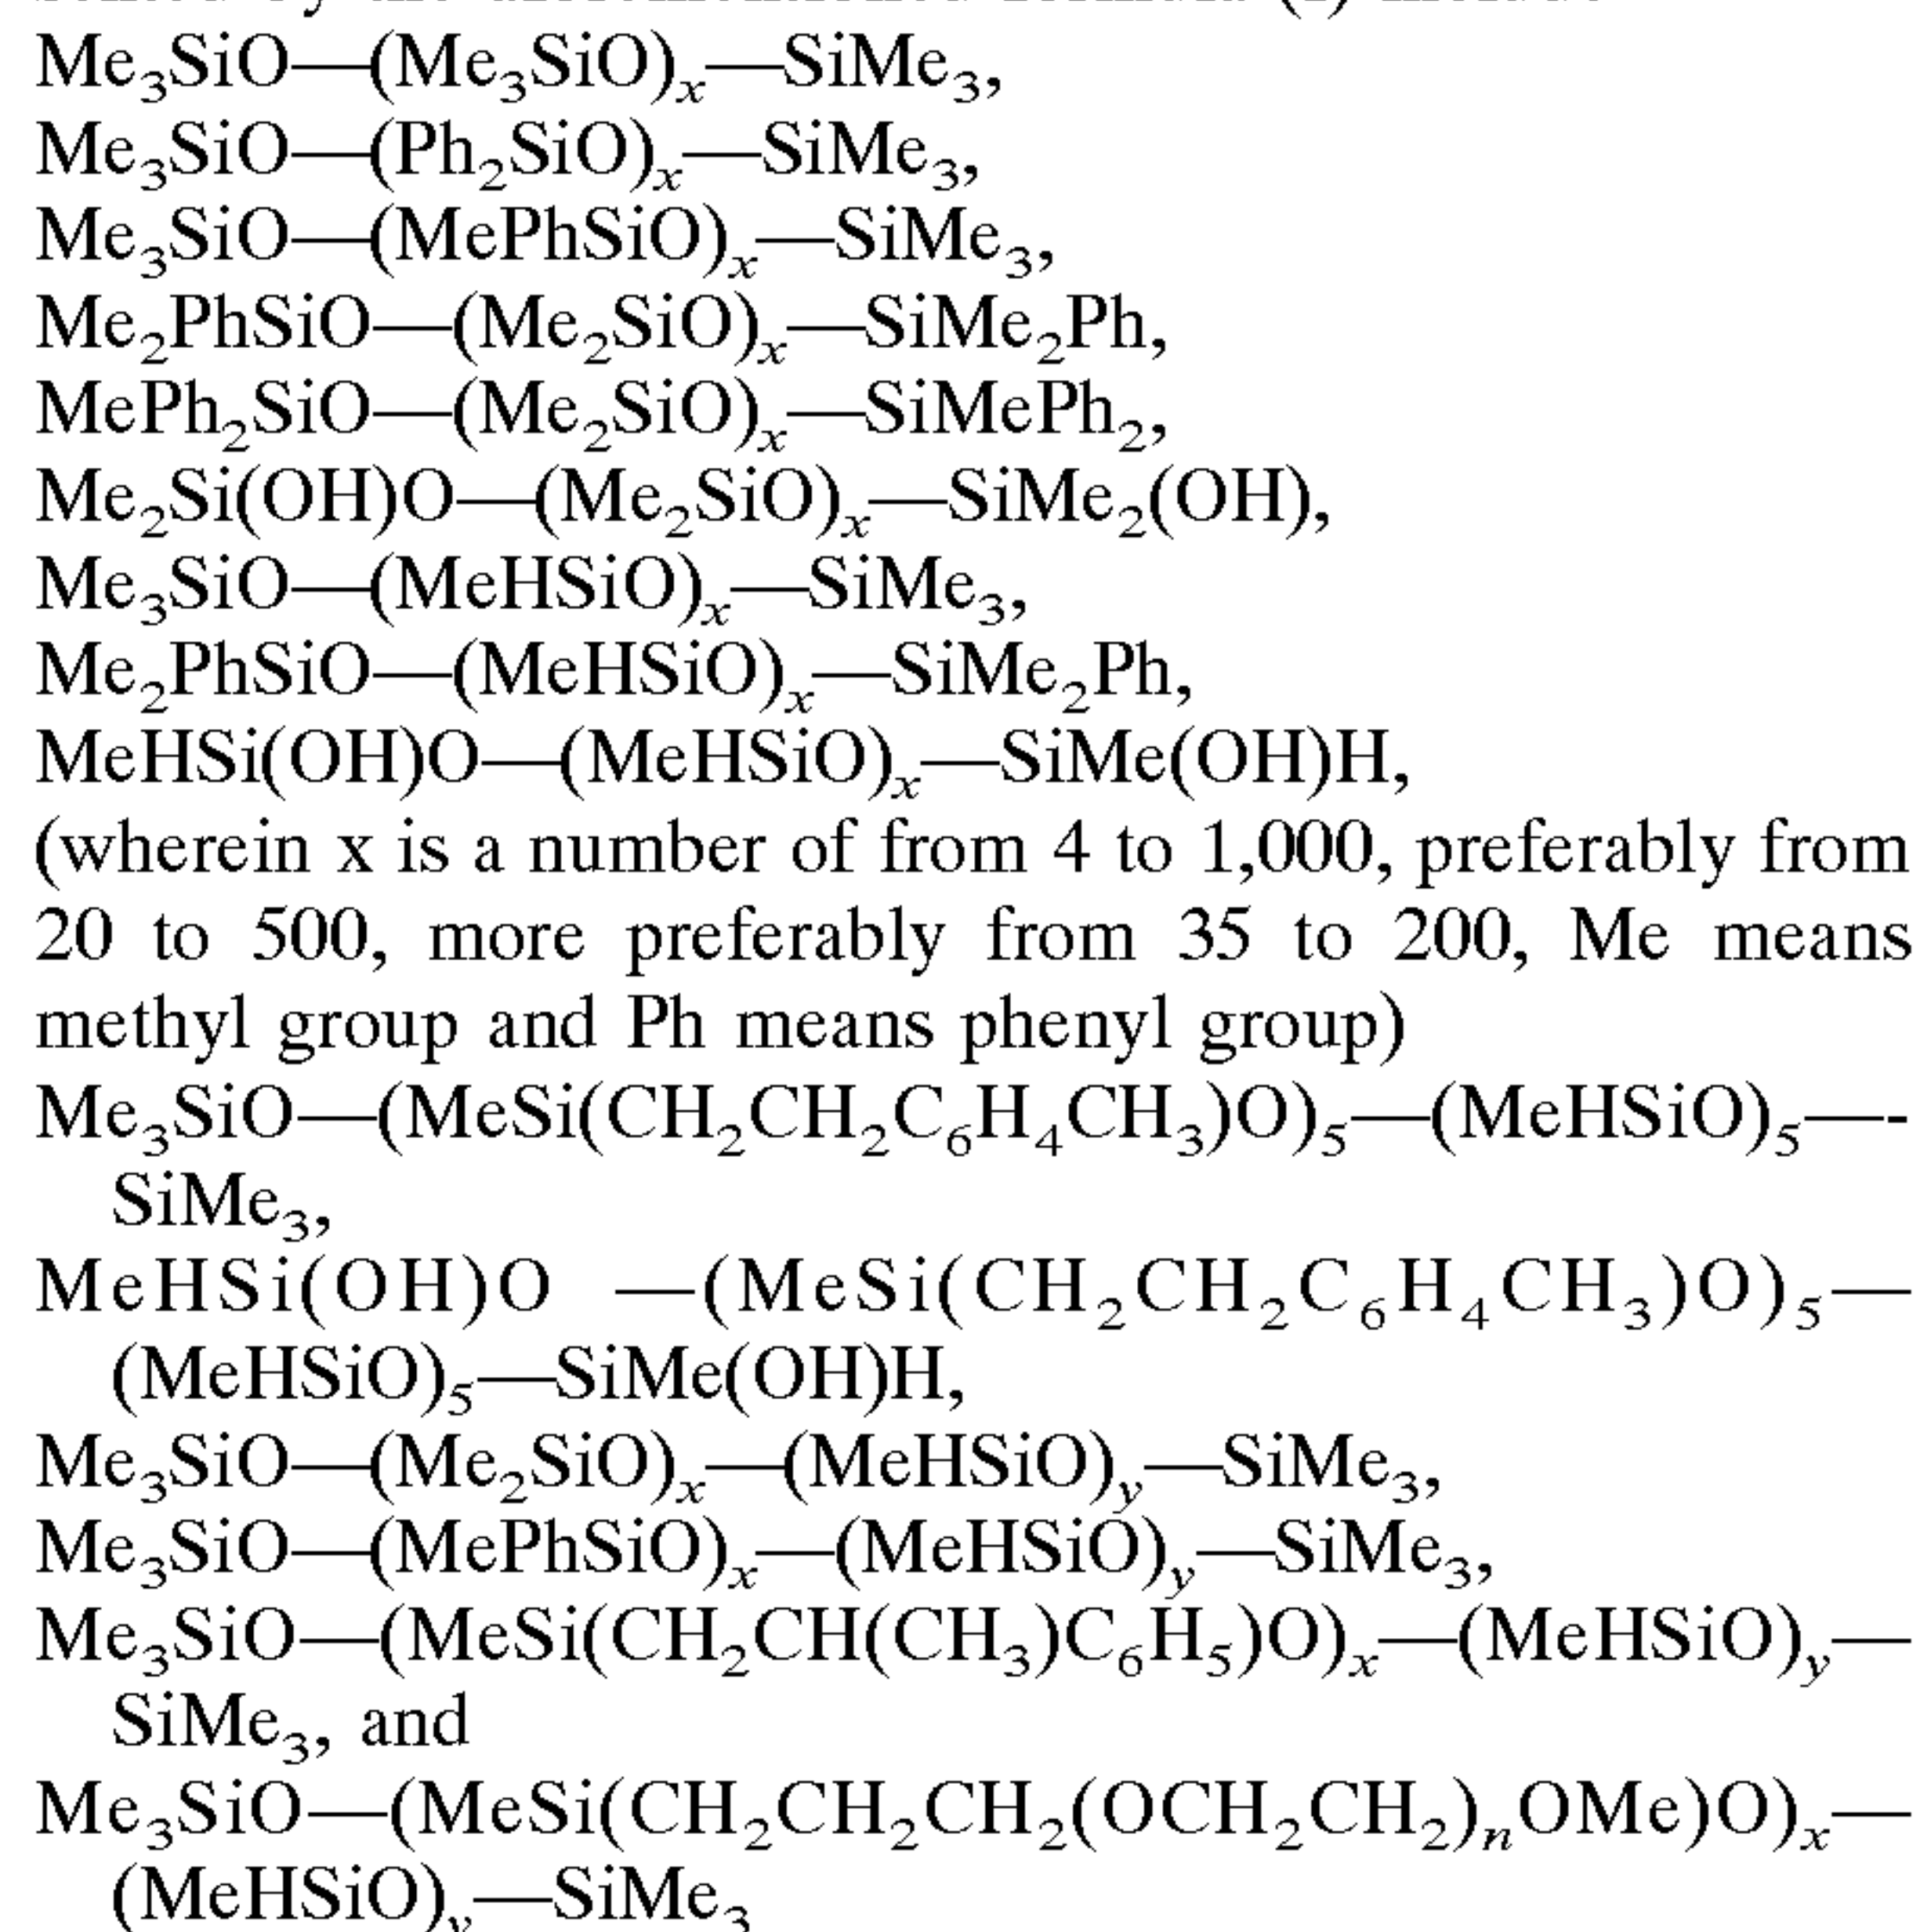 Me₃SiO—(Me₃SiO)ₓ—SiMe₃,
Me₃SiO—(Ph₂SiO)ₓ—SiMe₃,
Me₃SiO—(MePhSiO)ₓ—SiMe₃,
Me₂PhSiO—(Me₂SiO)ₓ—SiMe₂Ph,
MePh₂SiO—(Me₂SiO)ₓ—SiMePh₂,
Me₂Si(OH)O—(Me₂SiO)ₓ—SiMe₂(OH),
Me₃SiO—(MeHSiO)ₓ—SiMe₃,
Me₂PhSiO—(MeHSiO)ₓ—SiMe₂Ph,
MeHSi(OH)O—(MeHSiO)ₓ—SiMe(OH)H,
(wherein x is a number of from 4 to 1,000, preferably from
20 to 500, more preferably from 35 to 200, Me means
methyl group and Ph means phenyl group)
Me₃SiO—(MeSi(CH₂CH₂C₆H₄CH₃)O)₅—(MeHSiO)₅—-
SiMe₃,
MeHSi(OH)O —(MeSi(CH₂CH₂C₆H₄CH₃)O)₅—
(MeHSiO)₅—SiMe(OH)H,
Me₃SiO—(Me₂SiO)ₓ—(MeHSiO)y—SiMe₃,
Me₃SiO—(MePhSiO)ₓ—(MeHSiO)y—SiMe₃,
Me₃SiO—(MeSi(CH₂CH(CH₃)C₆H₅)O)ₓ—(MeHSiO)y—
SiMe₃, and
Me₃SiO—(MeSi(CH₂CH₂CH₂(OCH₂CH₂)ₙOMe)O)ₓ—
(MeHSiO)y—SiMe₃